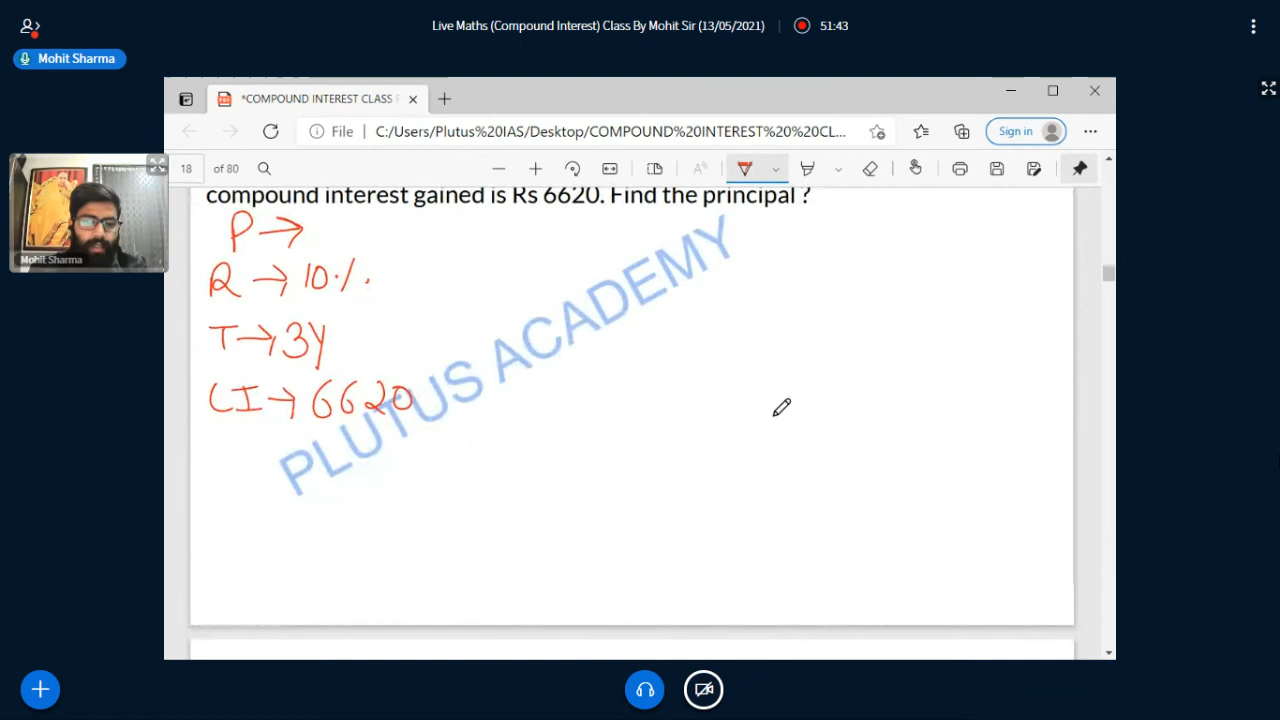 Live Maths (Compound Interest) Class By Mohit Sir (13/05/2021)
51:43
Mohit Sharma
*COMPOUND INTEREST CLASS F
File
C:/Users/Plutus%20IAS/Desktop/COMPOUND%20INTEREST%20%20CL...
Sign in
18 of 80
compound interest gained is Rs 6620. Find the principal ?
P →
R → 10%
T → 3Y
CI → 6620
PLUTUS ACADEMY
Mohit Sharma